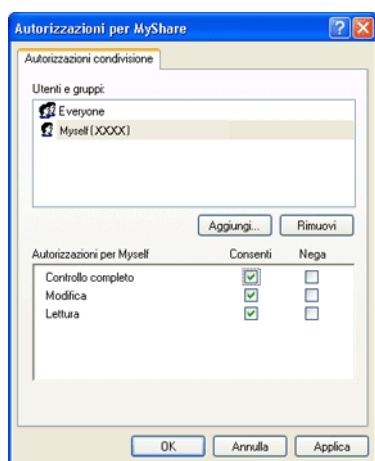 Autorizzazioni per MyShare
Autorizzazioni condivisione
Utenti e gruppi:
Everyone
Myself (XXXX)
Aggiungi... Rimuovi
Autorizzazioni per Myself Consenti Nega
Controllo completo
Modifica
Lettura
OK Annulla Applica